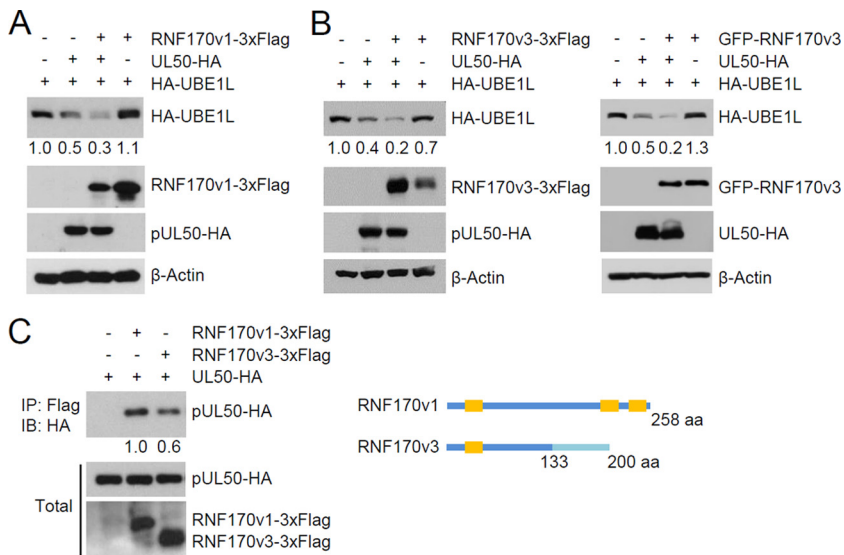 A
- - + + RNF170v1-3xFlag
- + + - UL50-HA
+ + + + HA-UBE1L
HA-UBE1L
1.0 0.5 0.3 1.1
RNF170v1-3xFlag
pUL50-HA
β-Actin
B
- - + + RNF170v3-3xFlag
- + + - UL50-HA
+ + + + HA-UBE1L
HA-UBE1L
1.0 0.4 0.2 0.7
RNF170v3-3xFlag
pUL50-HA
β-Actin
- - + + GFP-RNF170v3
- + + - UL50-HA
+ + + + HA-UBE1L
HA-UBE1L
1.0 0.5 0.2 1.3
GFP-RNF170v3
UL50-HA
β-Actin
C
- + - RNF170v1-3xFlag
- - + RNF170v3-3xFlag
+ + + UL50-HA
IP: Flag
IB: HA
pUL50-HA
1.0 0.6
Total
pUL50-HA
RNF170v1-3xFlag
RNF170v3-3xFlag
RNF170v1
258 aa
RNF170v3
133 200 aa